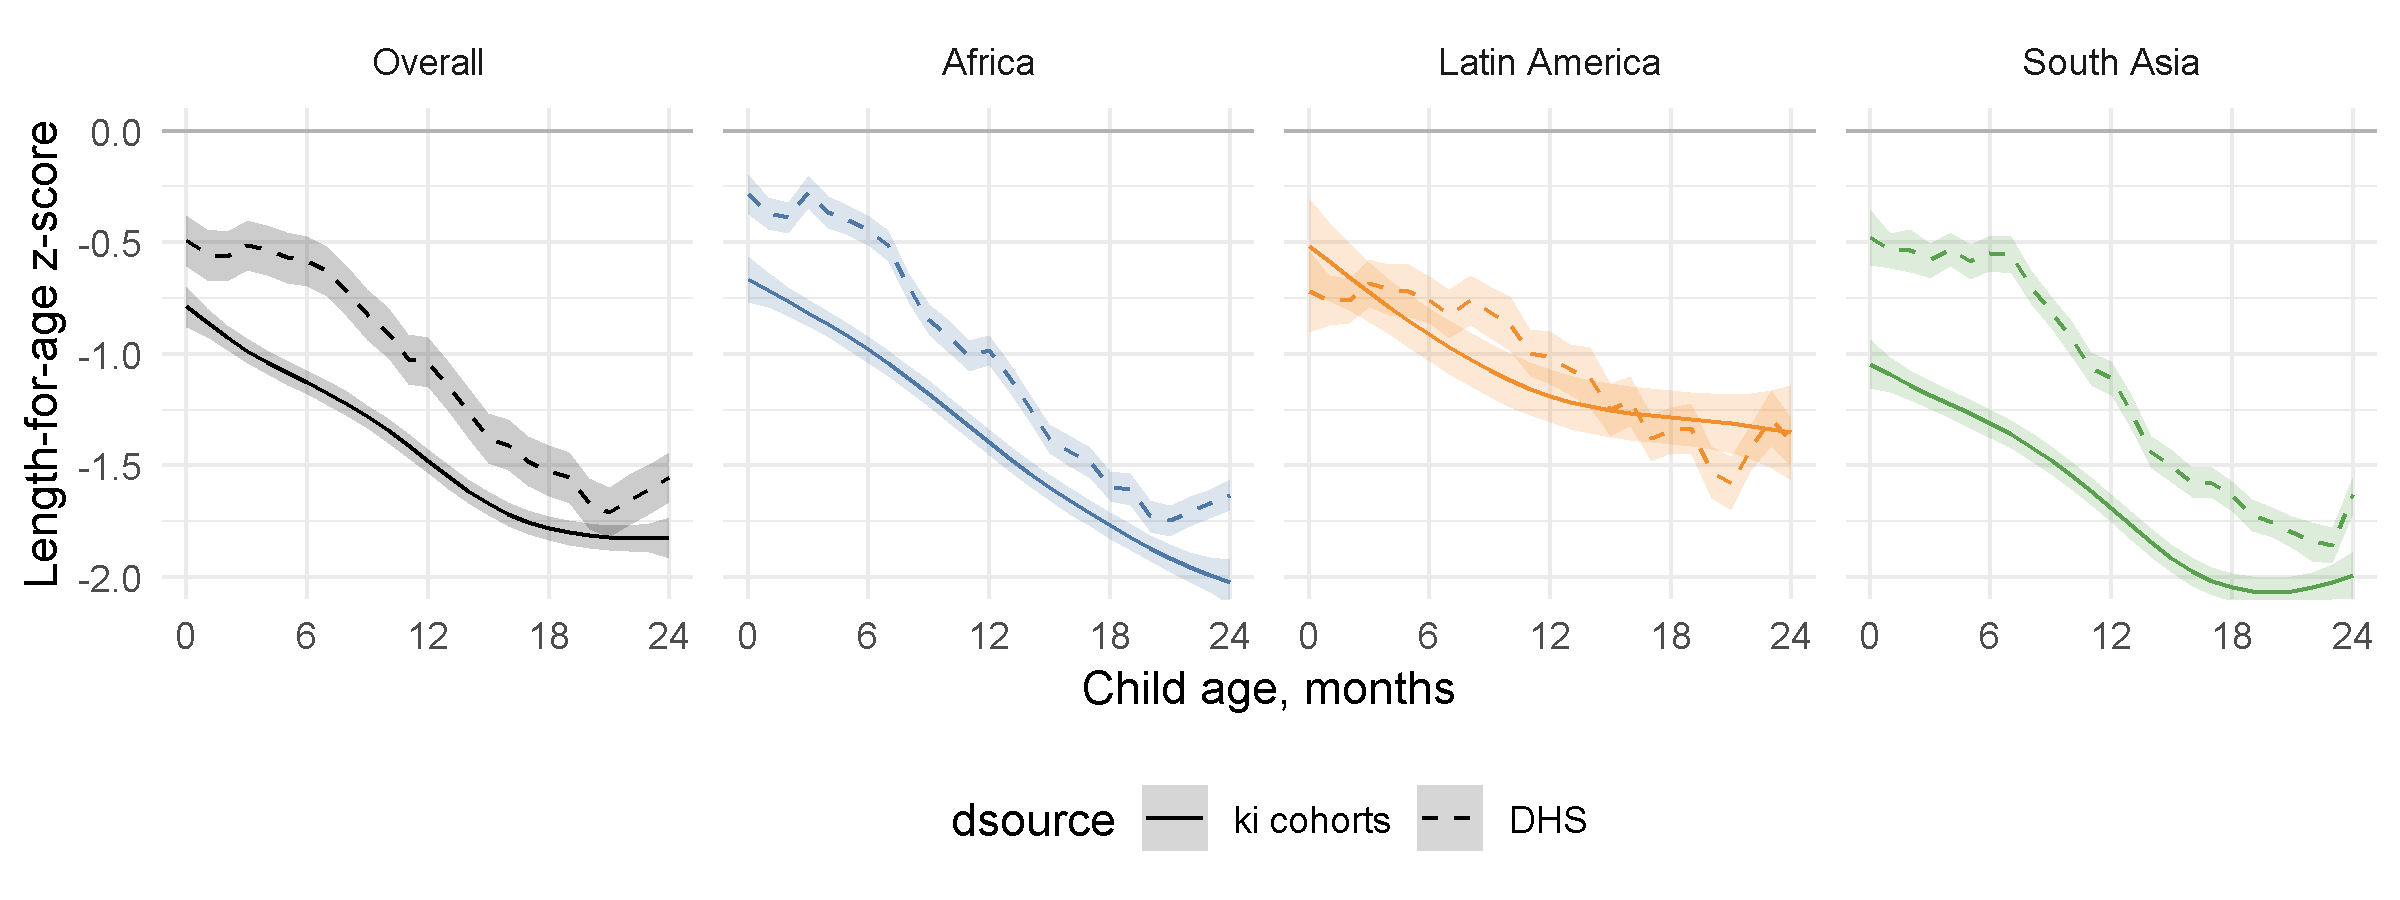 Overall
Africa
Latin America
South Asia
Length-for-age z-score
0.0
-0.5
-1.0
-1.5
-2.0
0 6 12 18 24
0 6 12 18 24
0 6 12 18 24
0 6 12 18 24
Child age, months
dsource ki cohorts DHS